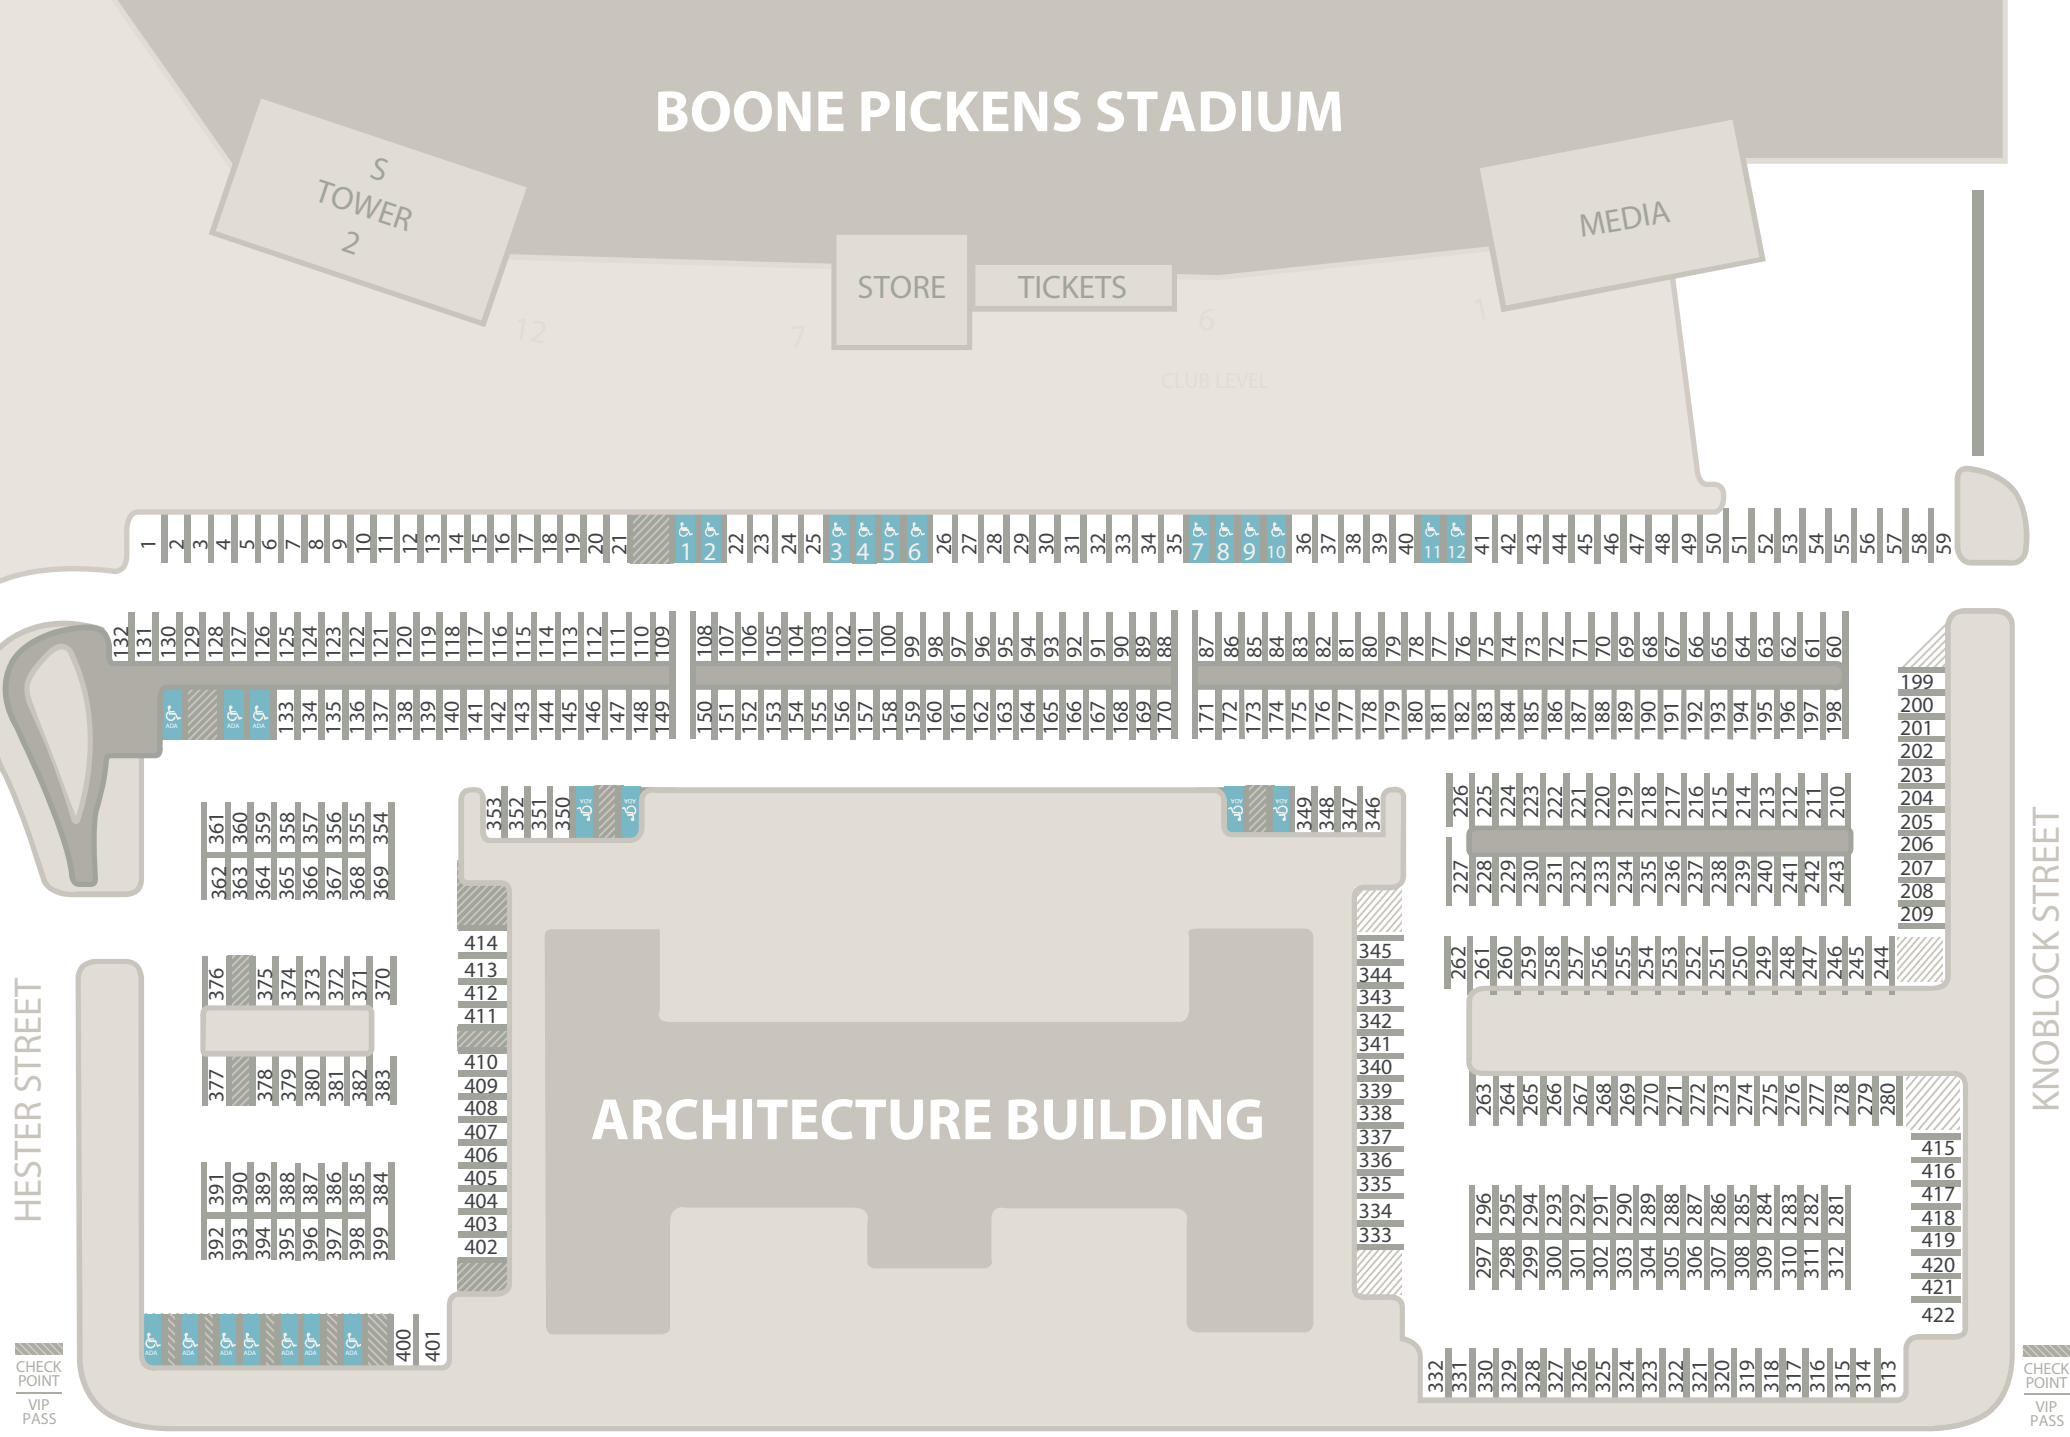 BOONE PICKENS STADIUM
S
TOWER
2
MEDIA
STORE
TICKETS
12
7
6
1
CLUB LEVEL
1 2 3 4 5 6 7 8 9 10 11 12 13 14 15 16 17 18 19 20 21 1 2 22 23 24 25 3 4 5 6 26 27 28 29 30 31 32 33 34 35 7 8 9 10 36 37 38 39 40 11 12 41 42 43 44 45 46 47 48 49 50 51 52 53 54 55 56 57 58 59
132 131 130 129 128 127 126 125 124 123 122 121 120 119 118 117 116 115 114 113 112 111 110 109 108 107 106 105 104 103 102 101 100 99 98 97 96 95 94 93 92 91 90 89 88 87 86 85 84 83 82 81 80 79 78 77 76 75 74 73 72 71 70 69 68 67 66 65 64 63 62 61 60
ADA ADA ADA 133 134 135 136 137 138 139 140 141 142 143 144 145 146 147 148 149 150 151 152 153 154 155 156 157 158 159 160 161 162 163 164 165 166 167 168 169 170 171 172 173 174 175 176 177 178 179 180 181 182 183 184 185 186 187 188 189 190 191 192 193 194 195 196 197 198
199
200
201
202
203
204
205
206
207
208
209
361 360 359 358 357 356 355 354
362 363 364 365 366 367 368 369
353 352 351 350 ADA ADA
ADA ADA 349 348 347 346
226 225 224 223 222 221 220 219 218 217 216 215 214 213 212 211 210
227 228 229 230 231 232 233 234 235 236 237 238 239 240 241 242 243
262 261 260 259 258 257 256 255 254 253 252 251 250 249 248 247 246 245 244
376 375 374 373 372 371 370
377 378 379 380 381 382 383
414
413
412
411
410
409
408
407
406
405
404
403
402
345
344
343
342
341
340
339
338
337
336
335
334
333
ARCHITECTURE BUILDING
263 264 265 266 267 268 269 270 271 272 273 274 275 276 277 278 279 280
415
416
417
418
419
420
421
422
391 390 389 388 387 386 385 384
392 393 394 395 396 397 398 399
296 295 294 293 292 291 290 289 288 287 286 285 284 283 282 281
297 298 299 300 301 302 303 304 305 306 307 308 309 310 311 312
ADA ADA ADA ADA ADA ADA ADA 400 401
332 331 330 329 328 327 326 325 324 323 322 321 320 319 318 317 316 315 314 313
HESTER STREET
KNOBLOCK STREET
CHECK
POINT
VIP
PASS
CHECK
POINT
VIP
PASS